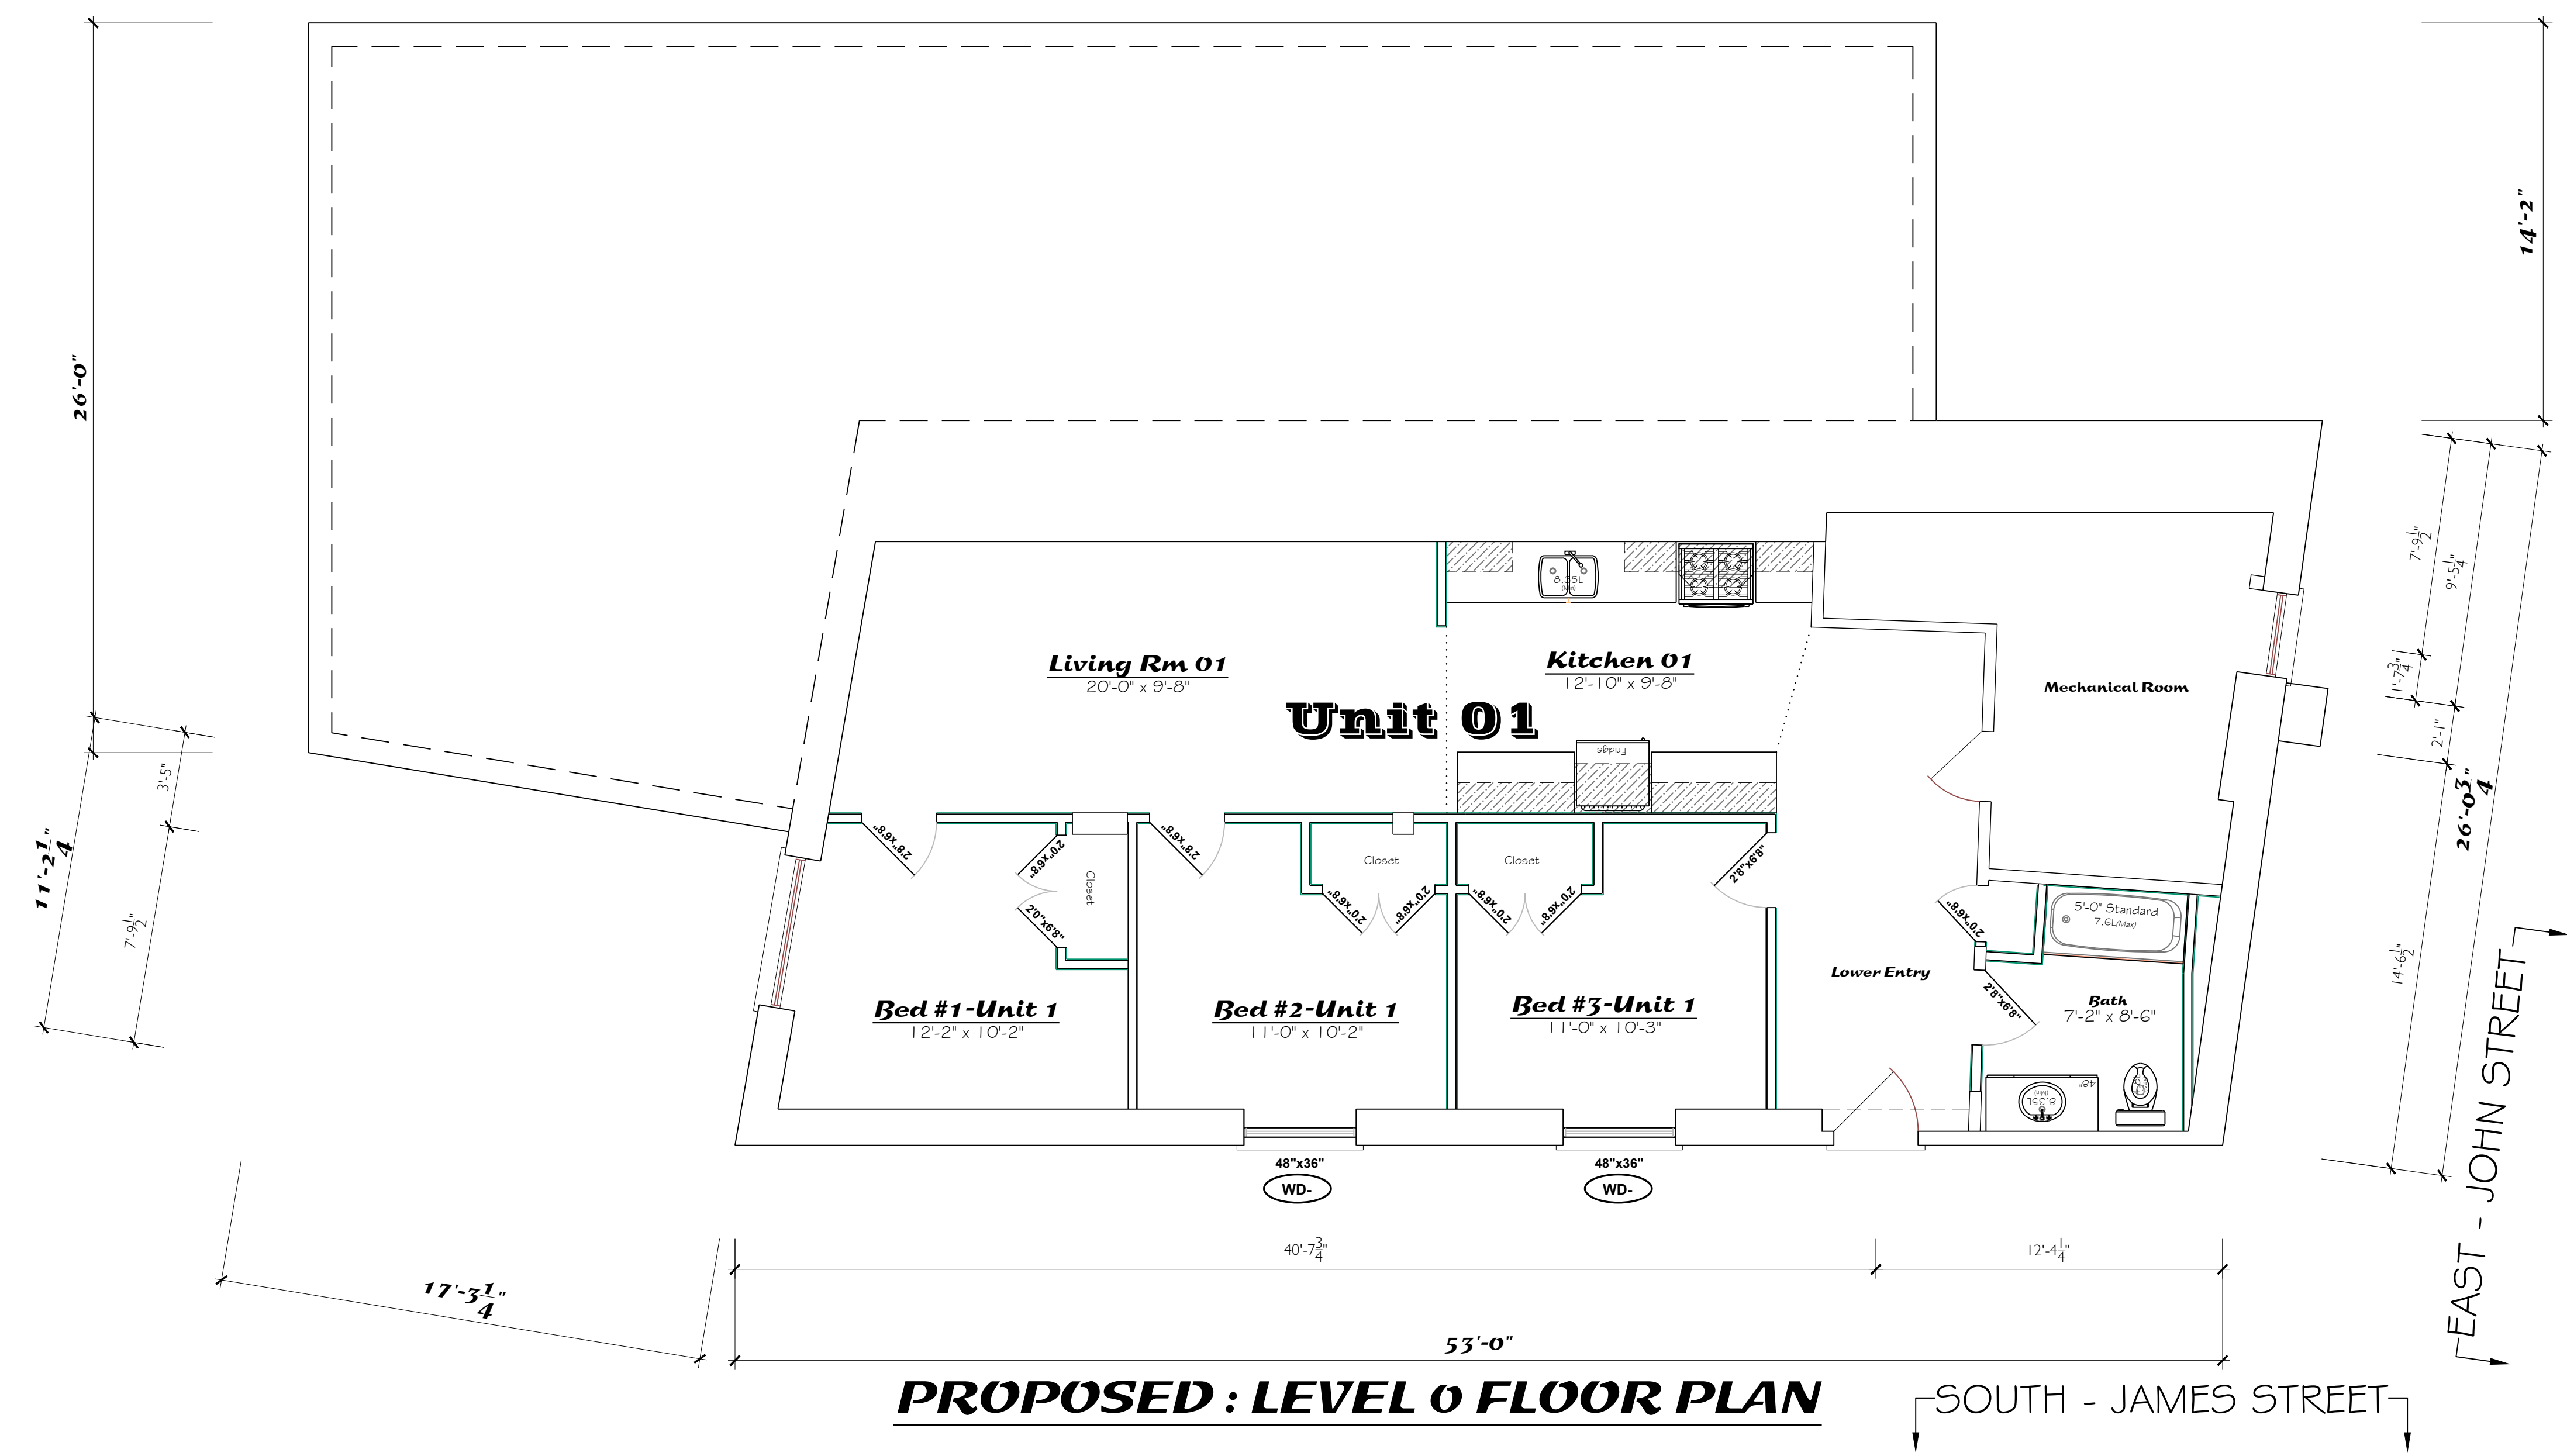 26'-0"
14'-2"
Living Rm 01
20'-0" x 9'-8"
Kitchen 01
12'-10" x 9'-8"
8.35L
(Min)
Unit 01
Fridge
Mechanical Room
7'-9 1/2"
9'-5 1/4"
1'-7 3/4"
2'-1"
26'-0 3/4"
14'-6 1/2"
3'-5"
11'-2 1/4"
7'-9 1/2"
2'8"x6'8"
2'0"x6'8"
2'0"x6'8"
Closet
2'8"x6'8"
Closet
2'0"x6'8"
2'0"x6'8"
Closet
2'0"x6'8"
2'0"x6'8"
2'8"x6'8"
2'0"x6'8"
5'-0" Standard
7.6L(Max)
Lower Entry
2'8"x6'8"
Bath
7'-2" x 8'-6"
48"
8.35L
(Min)
Bed #1-Unit 1
12'-2" x 10'-2"
Bed #2-Unit 1
11'-0" x 10'-2"
Bed #3-Unit 1
11'-0" x 10'-3"
48"x36"
WD-
48"x36"
WD-
40'-7 3/4"
12'-4 1/4"
17'-3 1/4"
53'-0"
PROPOSED : LEVEL 0 FLOOR PLAN
SOUTH - JAMES STREET
EAST - JOHN STREET